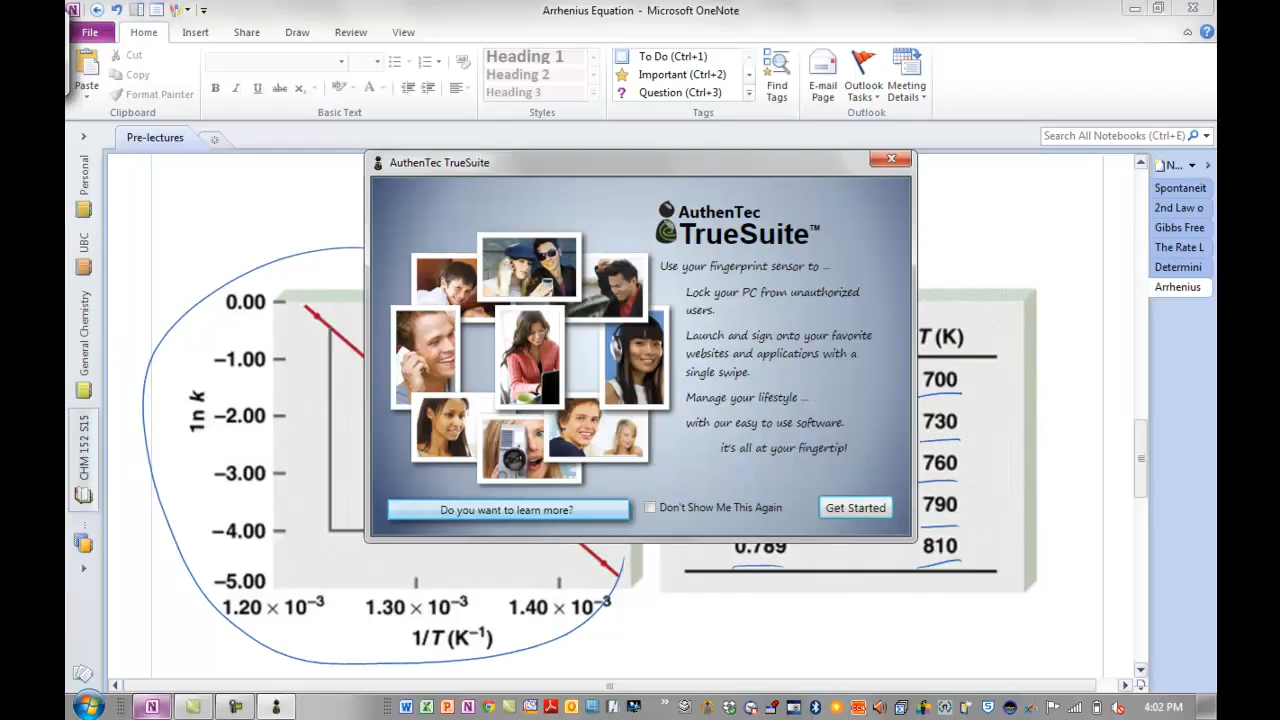 Arrhenius Equation - Microsoft OneNote
File Home Insert Share Draw Review View
Paste
Cut
Copy
Format Painter
Clipboard
B I U abc
Basic Text
Heading 1
Heading 2
Heading 3
Styles
To Do (Ctrl+1)
Important (Ctrl+2)
Question (Ctrl+3)
Tags
Find Tags
E-mail Page
Outlook Tasks
Meeting Details
Outlook
Pre-lectures
Search All Notebooks (Ctrl+E)
Personal
UBC
General Chemistry
CHM 152 S15
N...
Spontaneit
2nd Law o
Gibbs Free
The Rate L
Determini
Arrhenius
AuthenTec TrueSuite
AuthenTec
TrueSuite™
Use your fingerprint sensor to ...
Lock your PC from unauthorized
users.
Launch and sign onto your favorite
websites and applications with a
single swipe.
Manage your lifestyle ...
with our easy to use software.
it's all at your fingertip!
Do you want to learn more?
Don't Show Me This Again
Get Started
ln k
0.00
−1.00
−2.00
−3.00
−4.00
−5.00
1.20 × 10⁻³ 1.30 × 10⁻³ 1.40 × 10⁻³
1/T (K⁻¹)
T (K)
700
730
760
790
0.789 810
4:02 PM